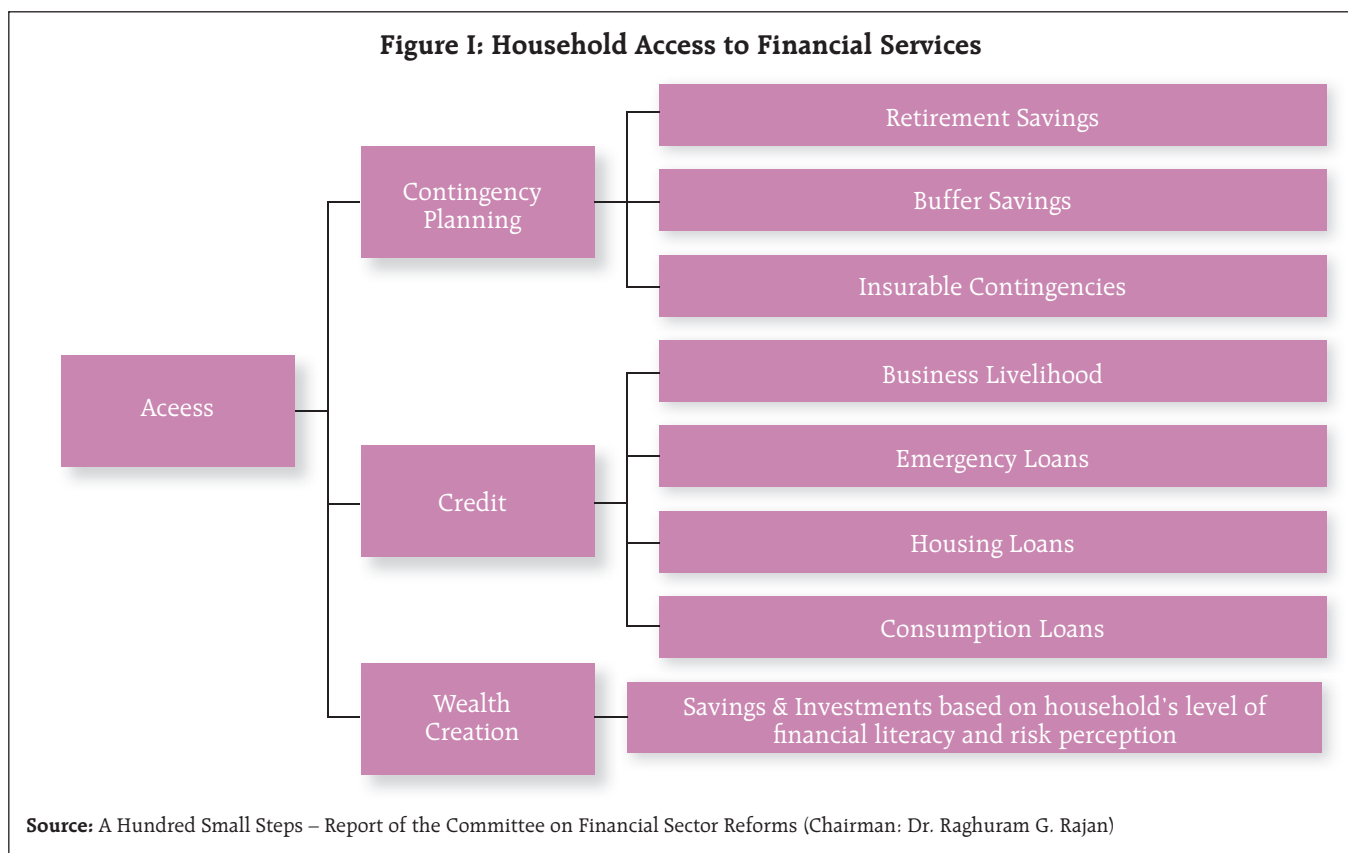 Figure I: Household Access to Financial Services
Aceess
Contingency
Planning
Retirement Savings
Buffer Savings
Insurable Contingencies
Credit
Business Livelihood
Emergency Loans
Housing Loans
Consumption Loans
Wealth
Creation
Savings & Investments based on household's level of
financial literacy and risk perception
Source: A Hundred Small Steps – Report of the Committee on Financial Sector Reforms (Chairman: Dr. Raghuram G. Rajan)